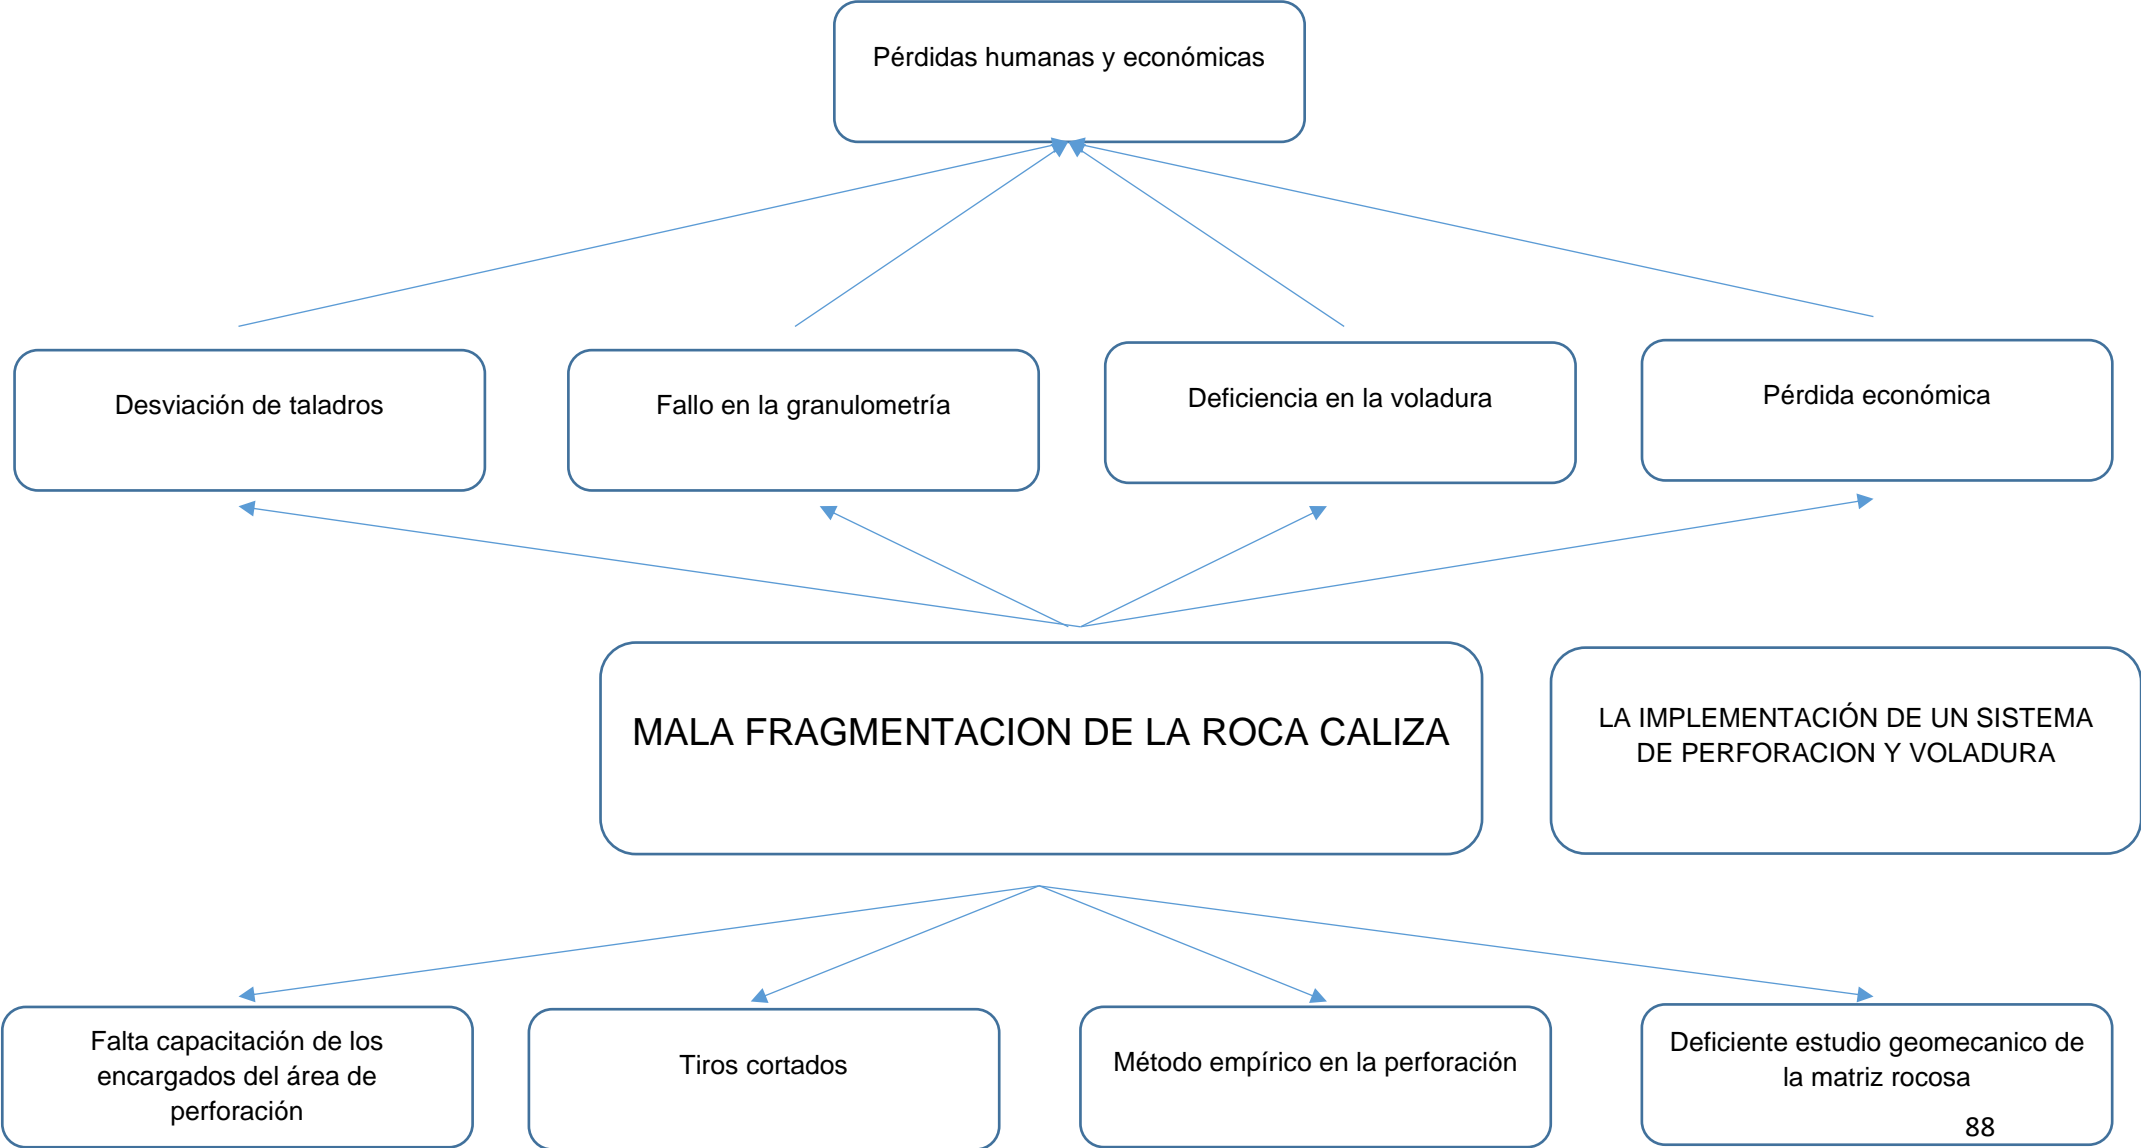 Pérdidas humanas y económicas
Desviación de taladros
Fallo en la granulometría
Deficiencia en la voladura
Pérdida económica
MALA FRAGMENTACION DE LA ROCA CALIZA
LA IMPLEMENTACIÓN DE UN SISTEMA
DE PERFORACION Y VOLADURA
Falta capacitación de los
encargados del área de
perforación
Tiros cortados
Método empírico en la perforación
Deficiente estudio geomecanico de
la matriz rocosa
88